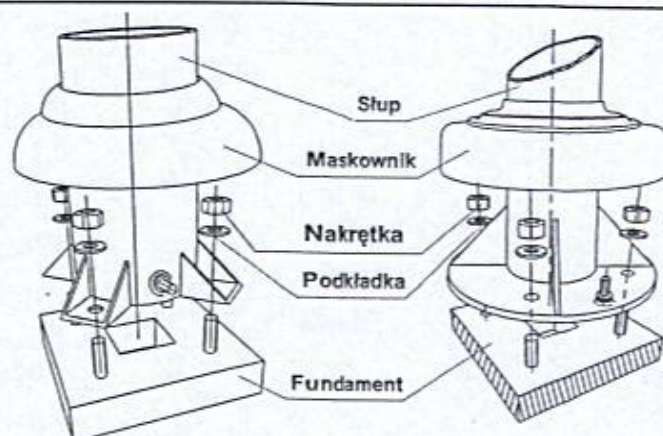 Słup
Maskownik
Nakrętka
Podkładka
Fundament